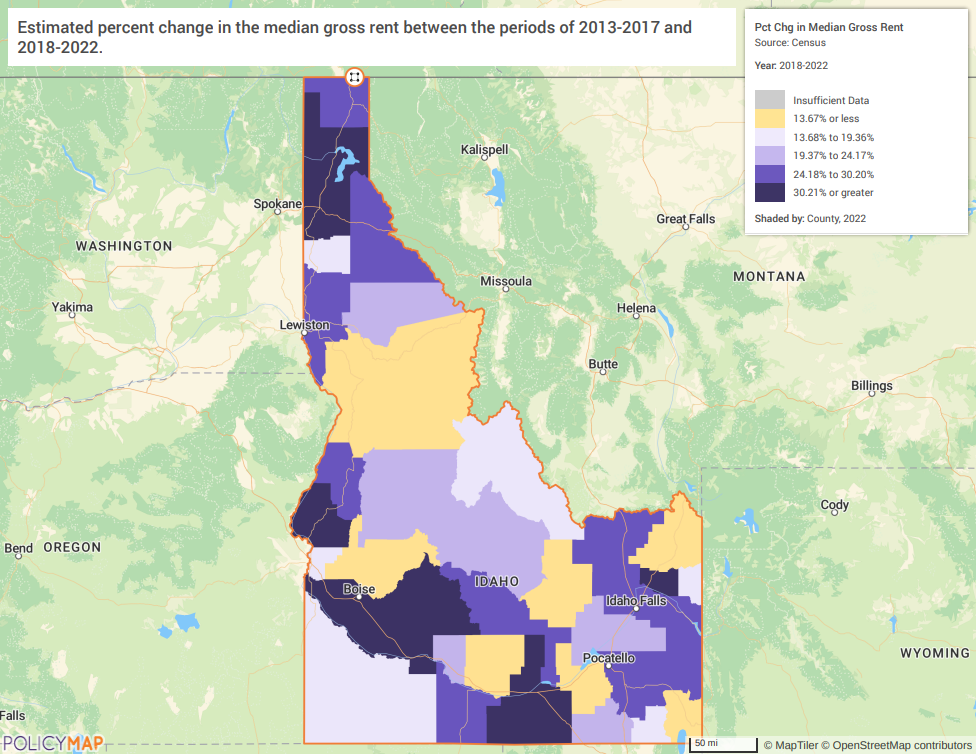 Estimated percent change in the median gross rent between the periods of 2013-2017 and
2018-2022.
Pct Chg in Median Gross Rent
Source: Census
Year: 2018-2022
Insufficient Data
13.67% or less
13.68% to 19.36%
19.37% to 24.17%
24.18% to 30.20%
30.21% or greater
Shaded by: County, 2022
Kalispell
Spokane
Great Falls
WASHINGTON
MONTANA
Missoula
Yakima
Helena
Lewiston
Butte
Billings
Cody
Bend
OREGON
IDAHO
Boise
Idaho Falls
WYOMING
Pocatello
Falls
POLICYMAP
50 mi
© MapTiler © OpenStreetMap contributors